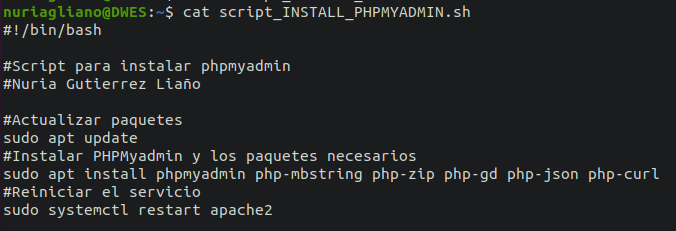 nuriagliano@DWES:~$ cat script_INSTALL_PHPMYADMIN.sh
#!/bin/bash
#Script para instalar phpmyadmin
#Nuria Gutierrez Liaño
#Actualizar paquetes
sudo apt update
#Instalar PHPMyadmin y los paquetes necesarios
sudo apt install phpmyadmin php-mbstring php-zip php-gd php-json php-curl
#Reiniciar el servicio
sudo systemctl restart apache2